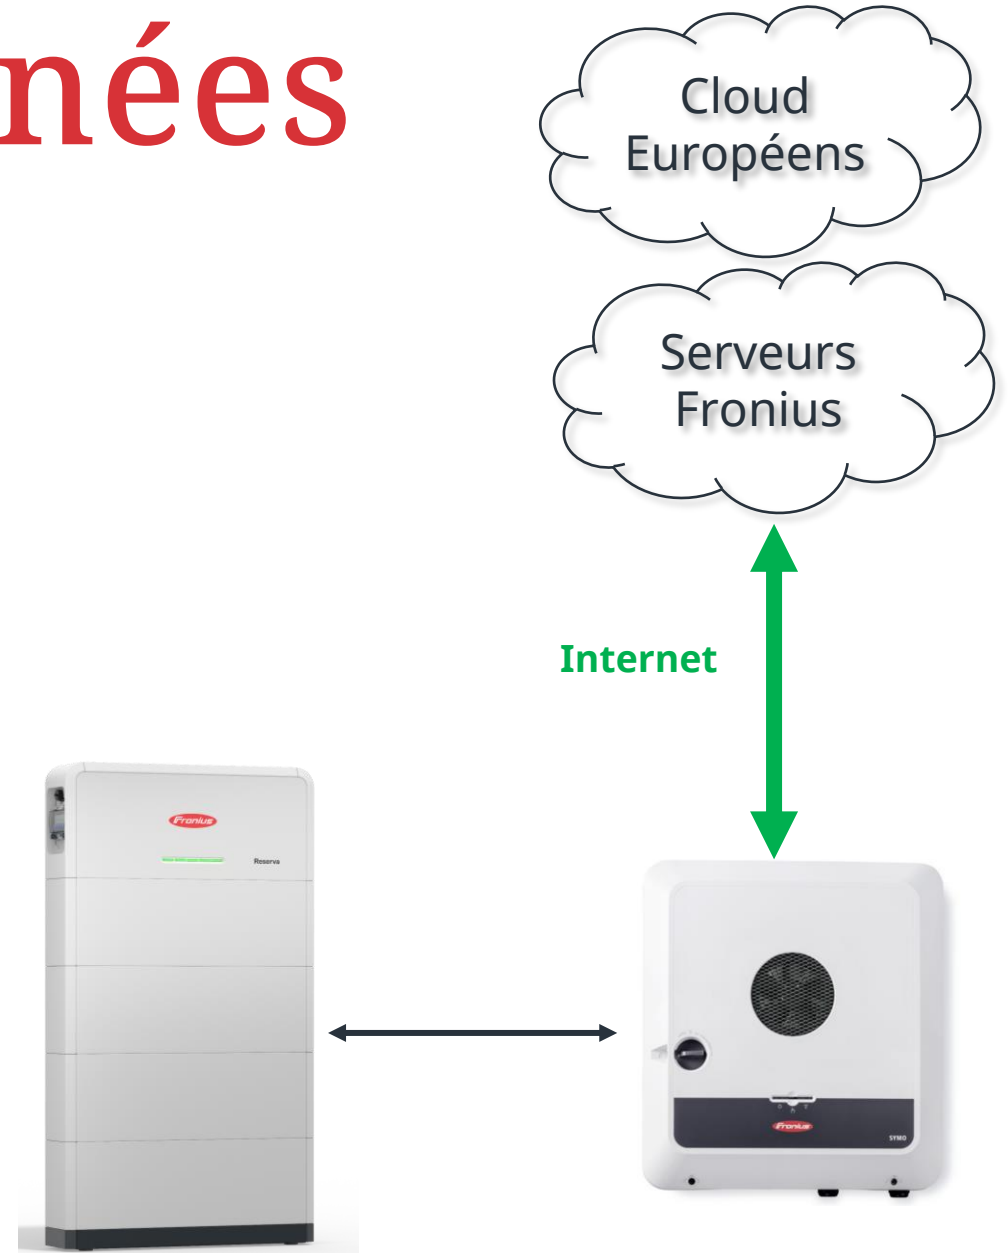 nées
Cloud
Européens
Serveurs
Fronius
Internet
Fronius
Reserva
Fronius
SYMO